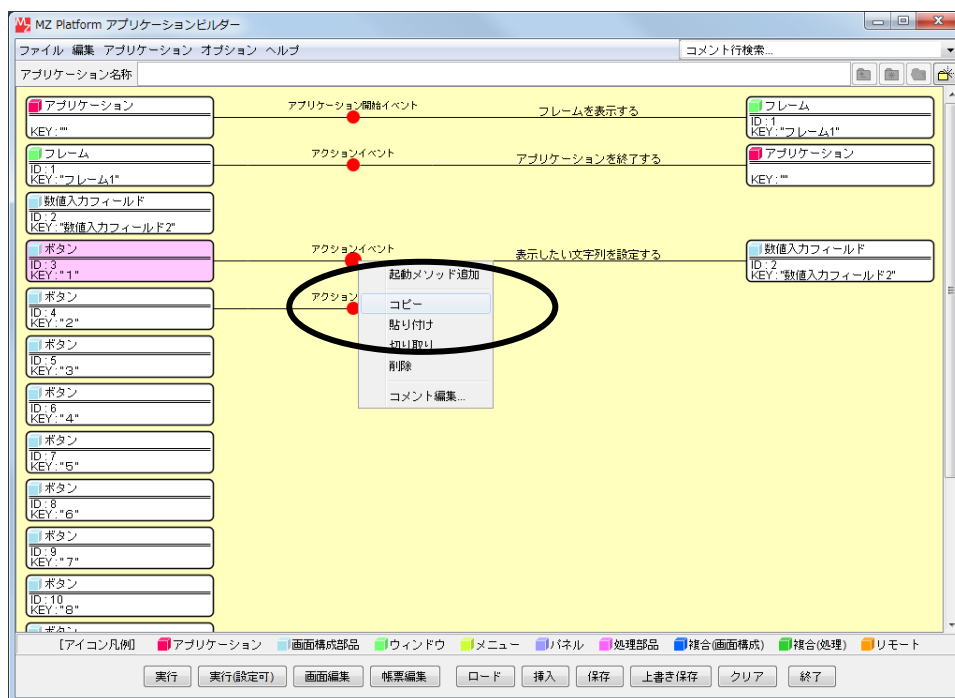 MZ Platform アプリケーションビルダー
ファイル 編集 アプリケーション オプション ヘルプ
コメント行検索...
アプリケーション名称
アプリケーション
KEY:""
アプリケーション開始イベント
フレームを表示する
フレーム
ID:1
KEY:"フレーム1"
フレーム
ID:1
KEY:"フレーム1"
アクションイベント
アプリケーションを終了する
アプリケーション
KEY:""
数値入力フィールド
ID:2
KEY:"数値入力フィールド2"
ボタン
ID:3
KEY:"1"
アクションイベント
表示したい文字列を設定する
数値入力フィールド
ID:2
KEY:"数値入力フィールド2"
ボタン
ID:4
KEY:"2"
アクション
起動メソッド追加
コピー
貼り付け
切り取り
削除
コメント編集...
ボタン
ID:5
KEY:"3"
ボタン
ID:6
KEY:"4"
ボタン
ID:7
KEY:"5"
ボタン
ID:8
KEY:"6"
ボタン
ID:9
KEY:"7"
ボタン
ID:10
KEY:"8"
ボタン
[アイコン凡例] アプリケーション 画面構成部品 ウィンドウ メニュー パネル 処理部品 複合(画面構成) 複合(処理) リモート
実行 実行(設定可) 画面編集 帳票編集 ロード 挿入 保存 上書き保存 クリア 終了